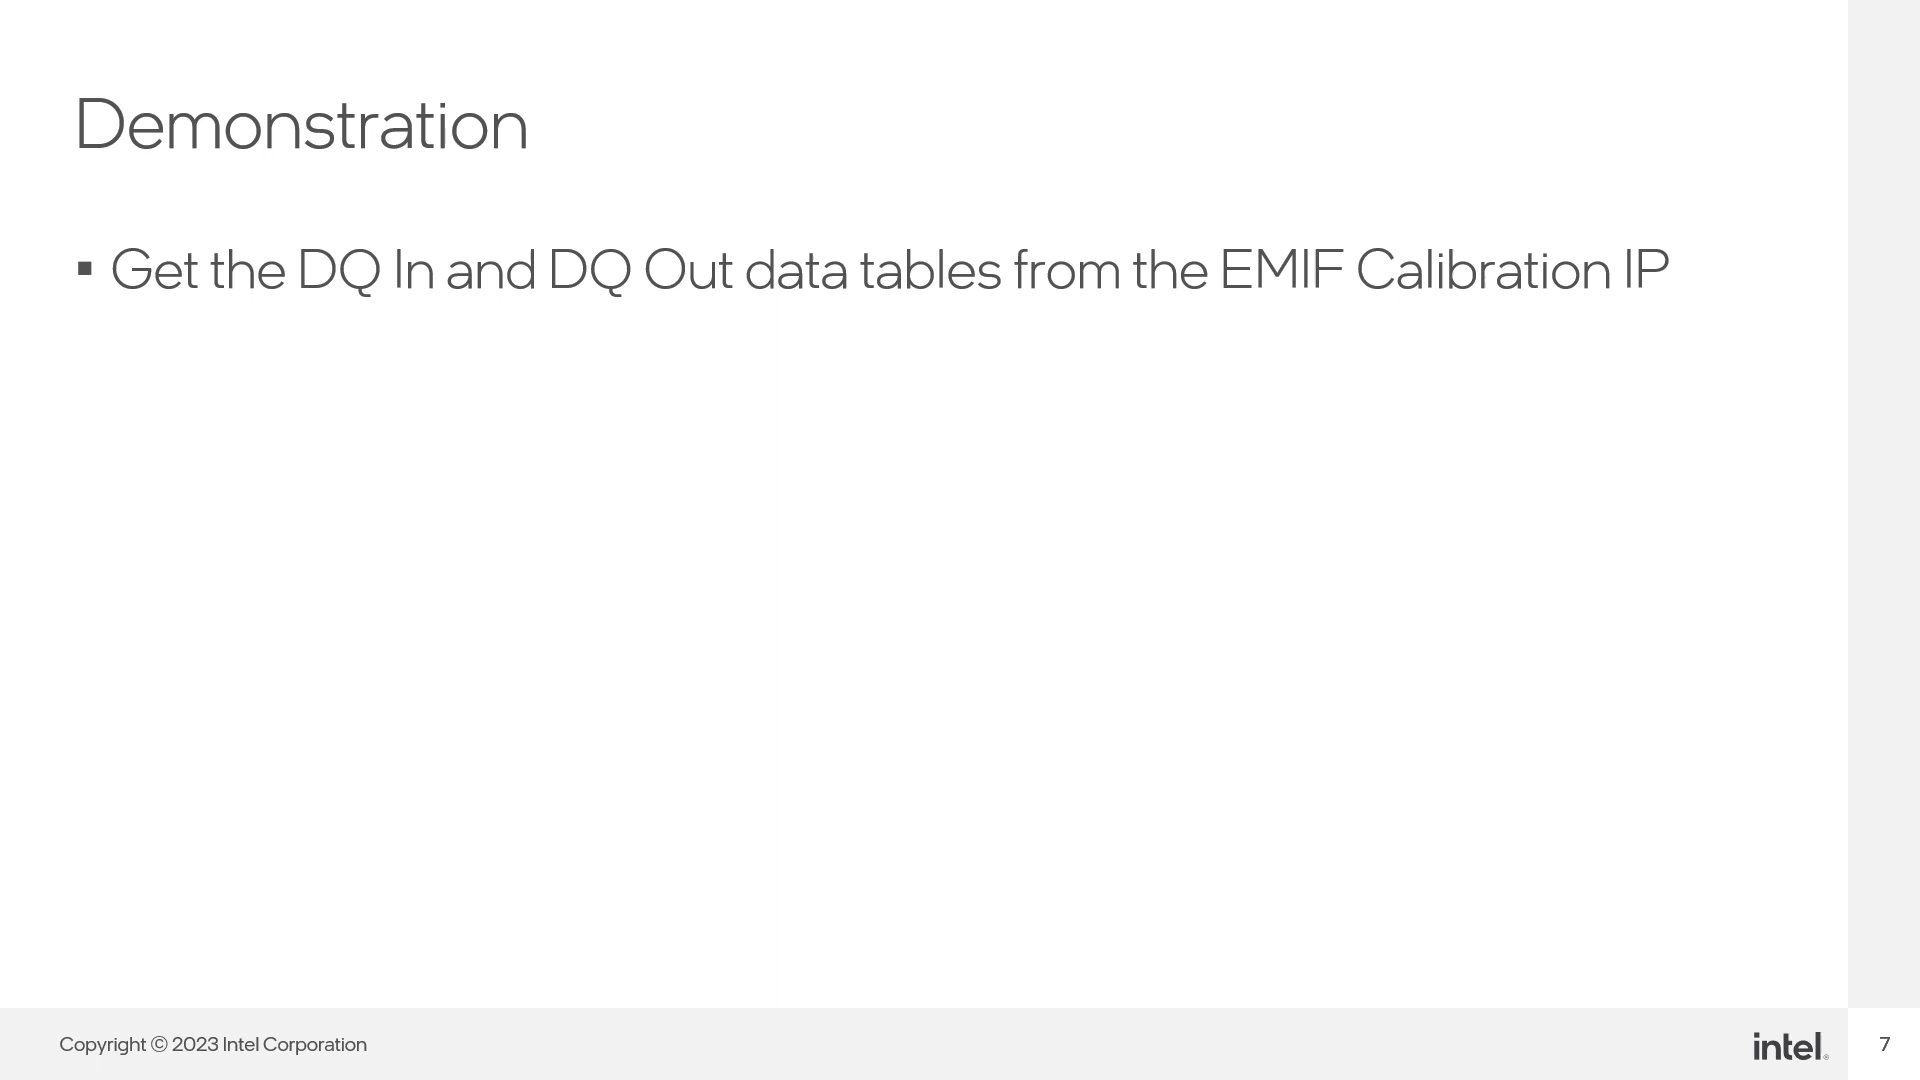 Demonstration
▪ Get the DQ In and DQ Out data tables from the EMIF Calibration IP
Copyright © 2023 Intel Corporation
intel®
7